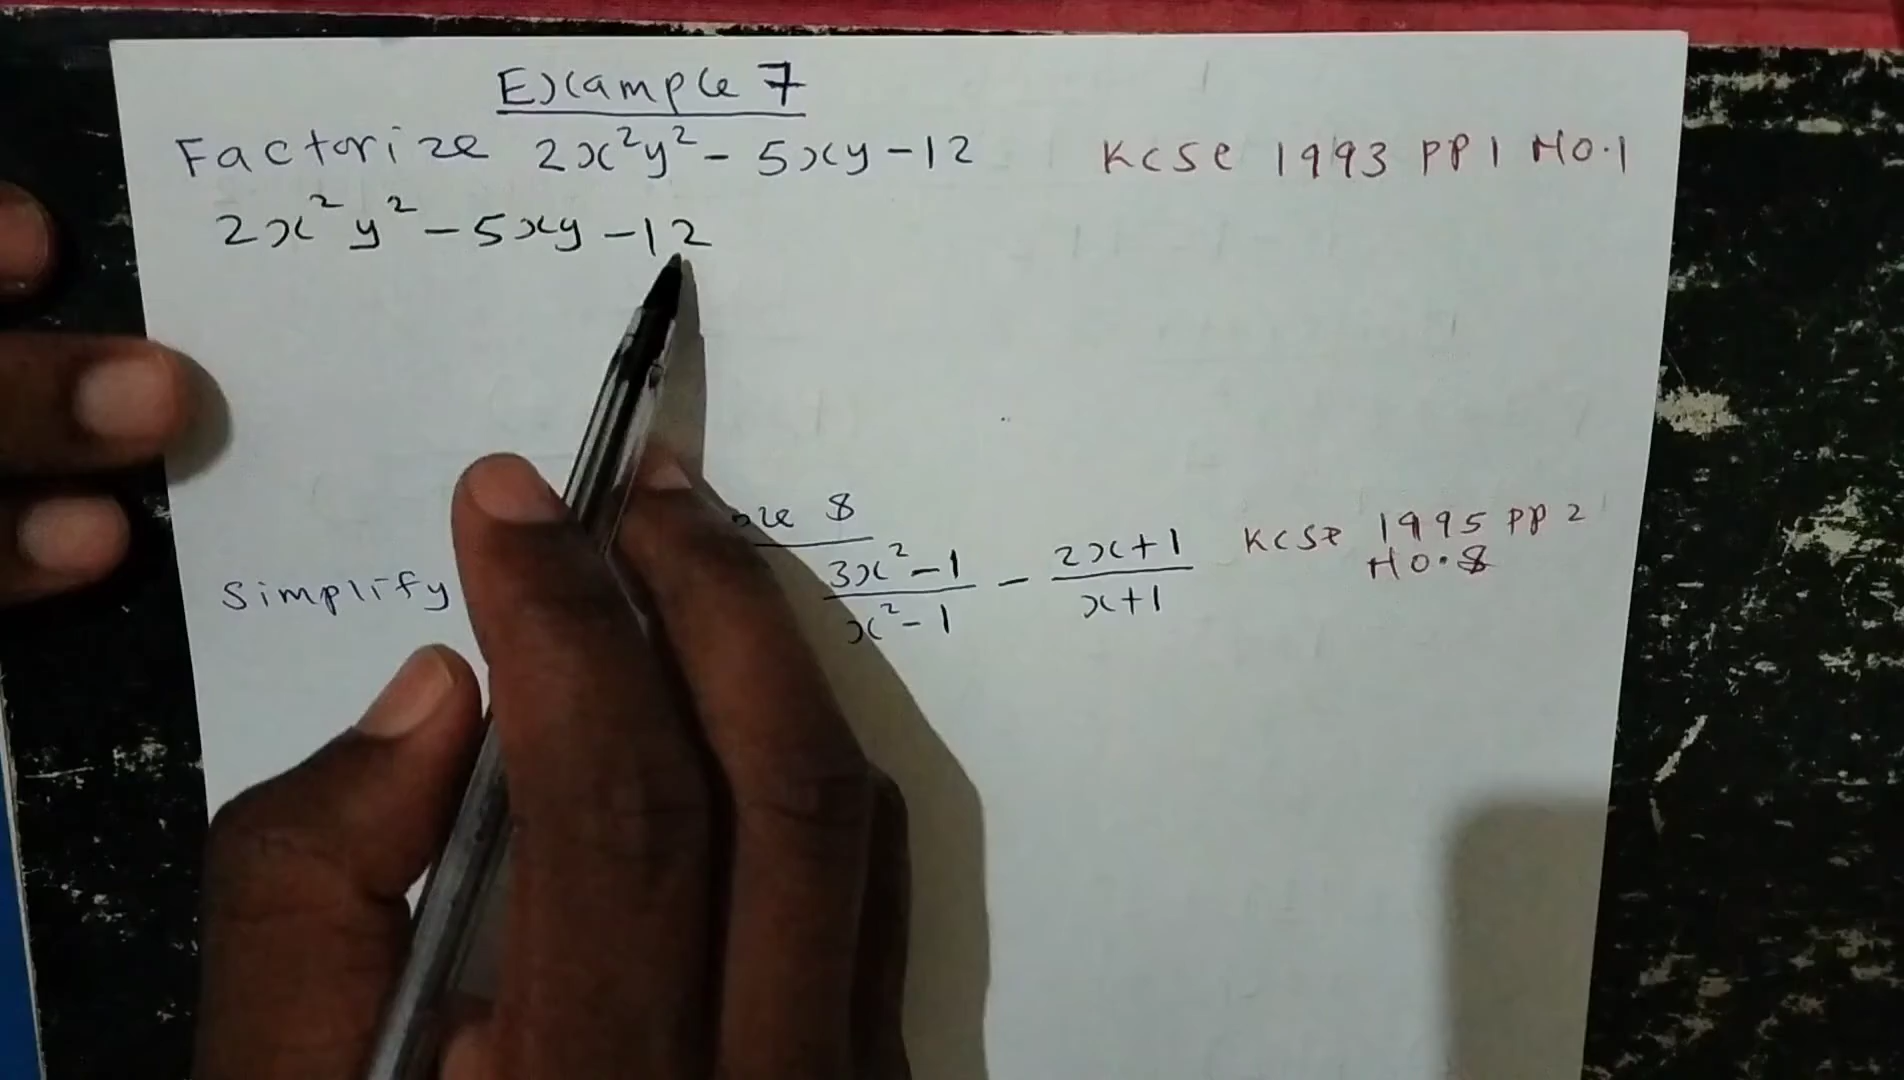 Example 7
Factorize 2x²y² - 5xy - 12 KCSE 1993 PP1 NO.1
2x²y² - 5xy - 12
8
Simplify 3x²-1/x²-1 - 2x+1/x+1 KCSE 1995 PP2
NO.8